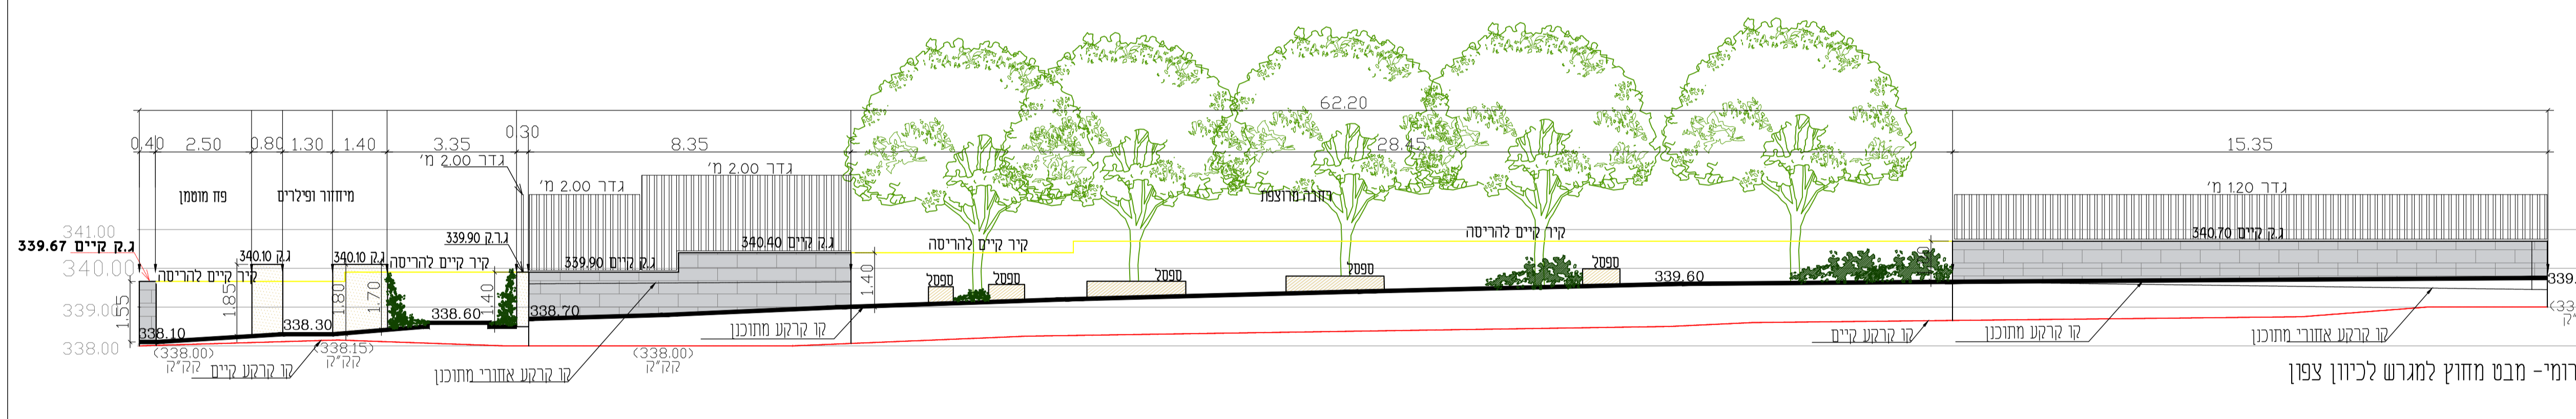 62.20
0.40 2.50 0.80 1.30 1.40 3.35 0.30 8.35 28.45 15.35
גדר 2.00 מ'
גדר 2.00 מ'
גדר 2.00 מ'
גדר 1.20 מ'
פח מוטמן
מיחזור ופילרים
רחבה מרוצפת
341.00
340.00
339.00
338.00
ג.ק קיים 339.67
קיר קיים להריסה
ג.ק 340.10
ג.ק 340.10
קיר קיים להריסה
ג.ר.ק 339.90
ג.ק קיים 339.90
ג.ק קיים 340.40
קיר קיים להריסה
קיר קיים להריסה
ג.ק קיים 340.70
1.55
1.85
1.80
1.70
1.40
1.40
ספסל
ספסל
ספסל
ספסל
ספסל
338.10
338.30
338.60
338.70
339.60
339.
(338.00)
קק"ק
(338.15)
קק"ק
(338.00)
קק"ק
קו קרקע קיים
קו קרקע אחורי מתוכנן
קו קרקע מתוכנן
קו קרקע קיים
קו קרקע מתוכנן
קו קרקע אחורי מתוכנן
רומי- מבט מחוץ למגרש לכיוון צפון